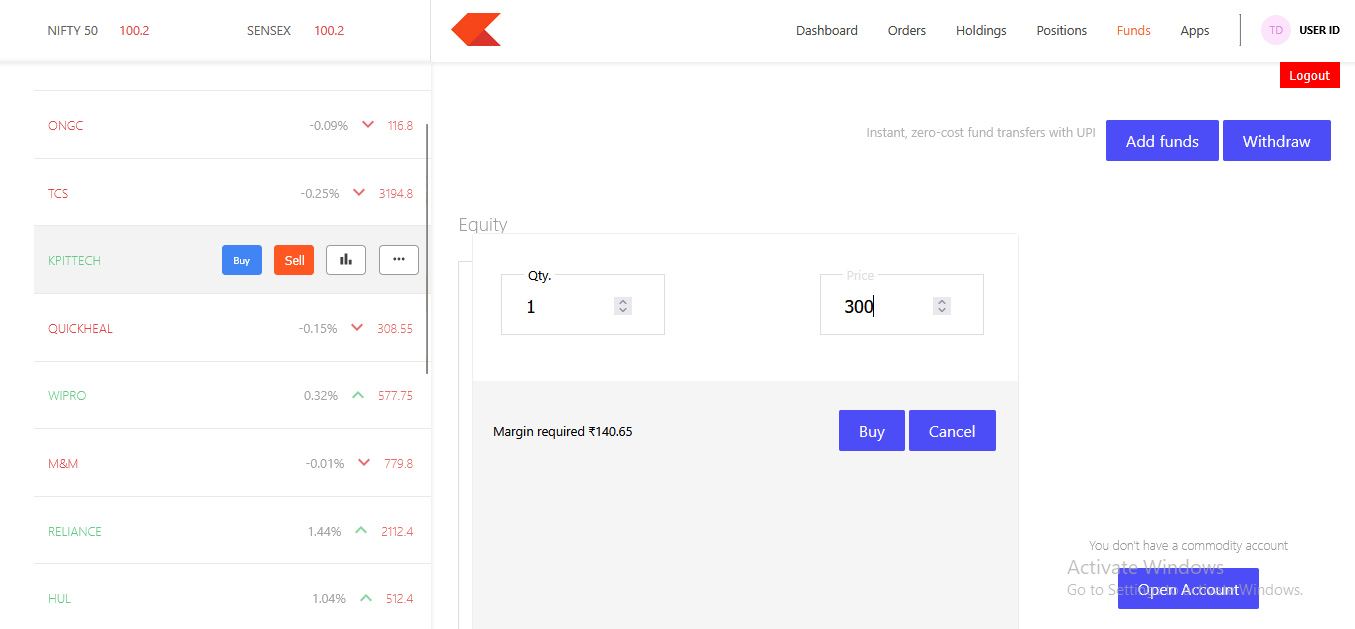 NIFTY 50 100.2 SENSEX 100.2
Dashboard Orders Holdings Positions Funds Apps TD USER ID
Logout
ONGC -0.09% 116.8
TCS -0.25% 3194.8
KPITTECH Buy Sell
QUICKHEAL -0.15% 308.55
WIPRO 0.32% 577.75
M&M -0.01% 779.8
RELIANCE 1.44% 2112.4
HUL 1.04% 512.4
Instant, zero-cost fund transfers with UPI Add funds Withdraw
Equity
Qty. Price
1 300
Margin required ₹140.65 Buy Cancel
You don't have a commodity account
Open Account
Activate Windows
Go to Settings to activate Windows.